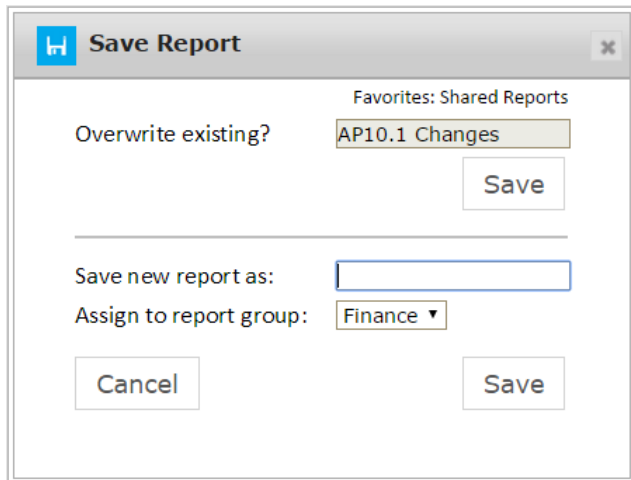 Save Report
Favorites: Shared Reports
Overwrite existing? AP10.1 Changes
Save
Save new report as:
Assign to report group: Finance
Cancel Save